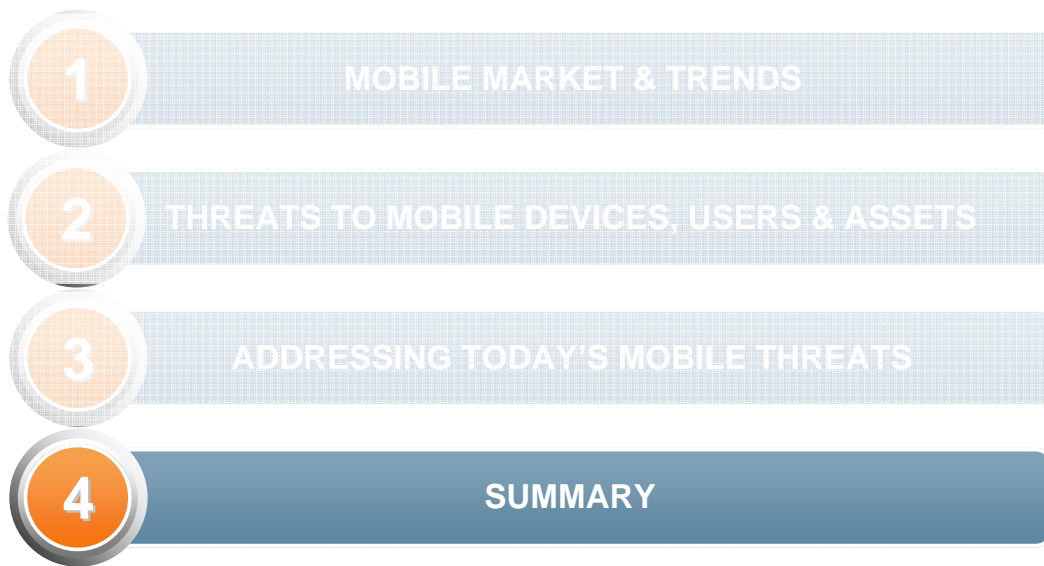 1
MOBILE MARKET & TRENDS
2
THREATS TO MOBILE DEVICES, USERS & ASSETS
3
ADDRESSING TODAY’S MOBILE THREATS
4
SUMMARY